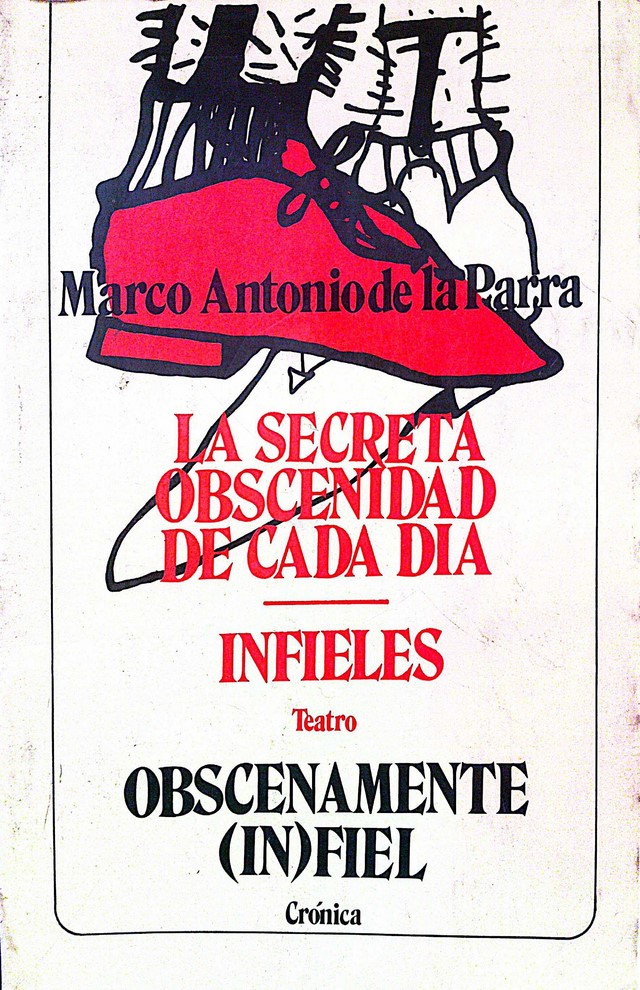 Marco Antonio de la Parra
LA SECRETA
OBSCENIDAD
DE CADA DIA
INFIELES
Teatro
OBSCENAMENTE
(IN)FIEL
Crónica